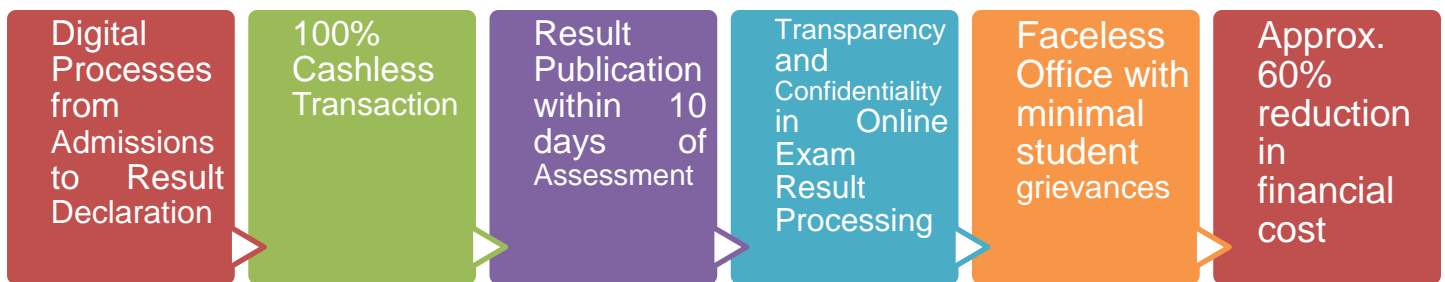 Digital
Processes
from
Admissions
to Result
Declaration
100%
Cashless
Transaction
Result
Publication
within 10
days of
Assessment
Transparency
and
Confidentiality
in Online
Exam
Result
Processing
Faceless
Office with
minimal
student
grievances
Approx.
60%
reduction
in
financial
cost